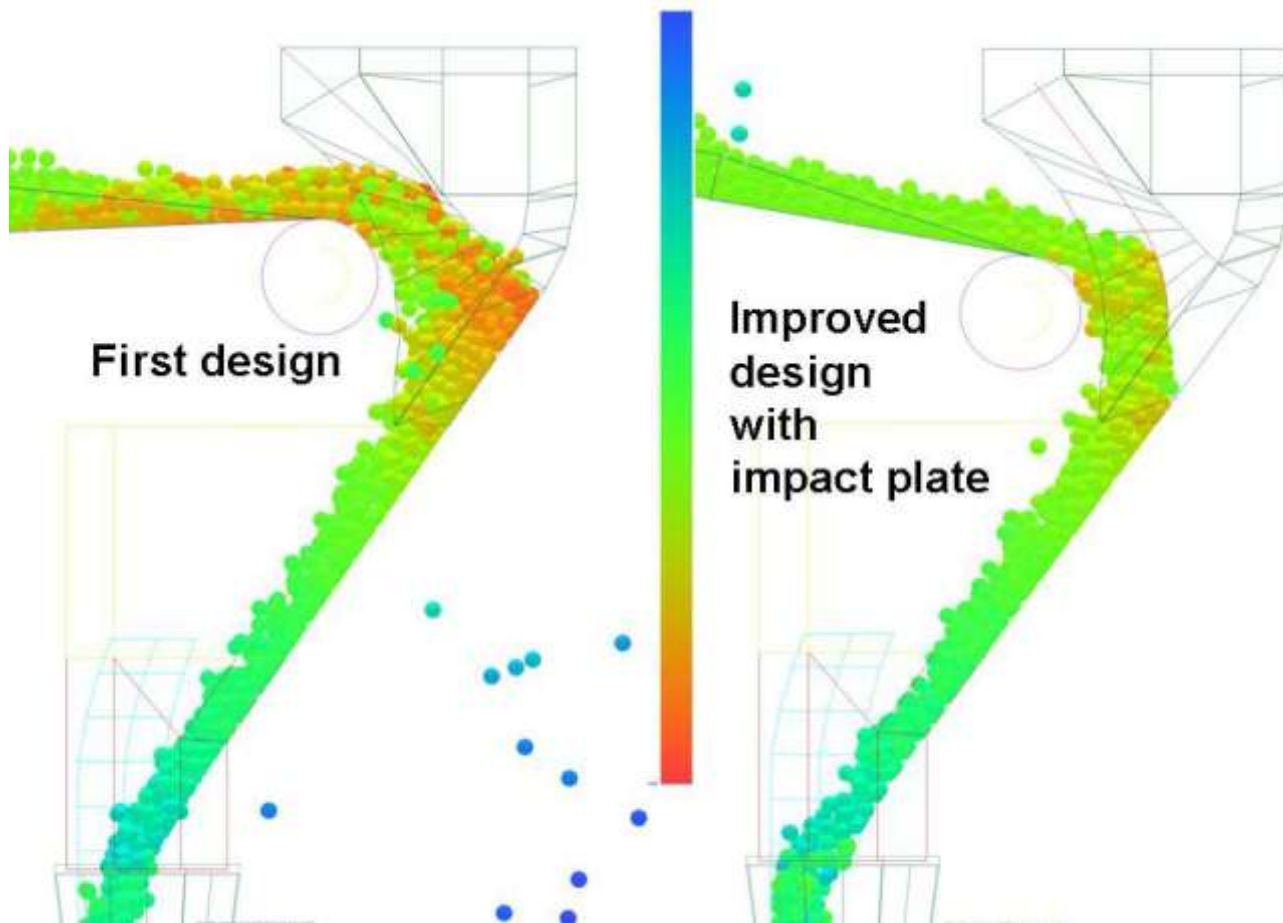 First design
Improved
design
with
impact plate